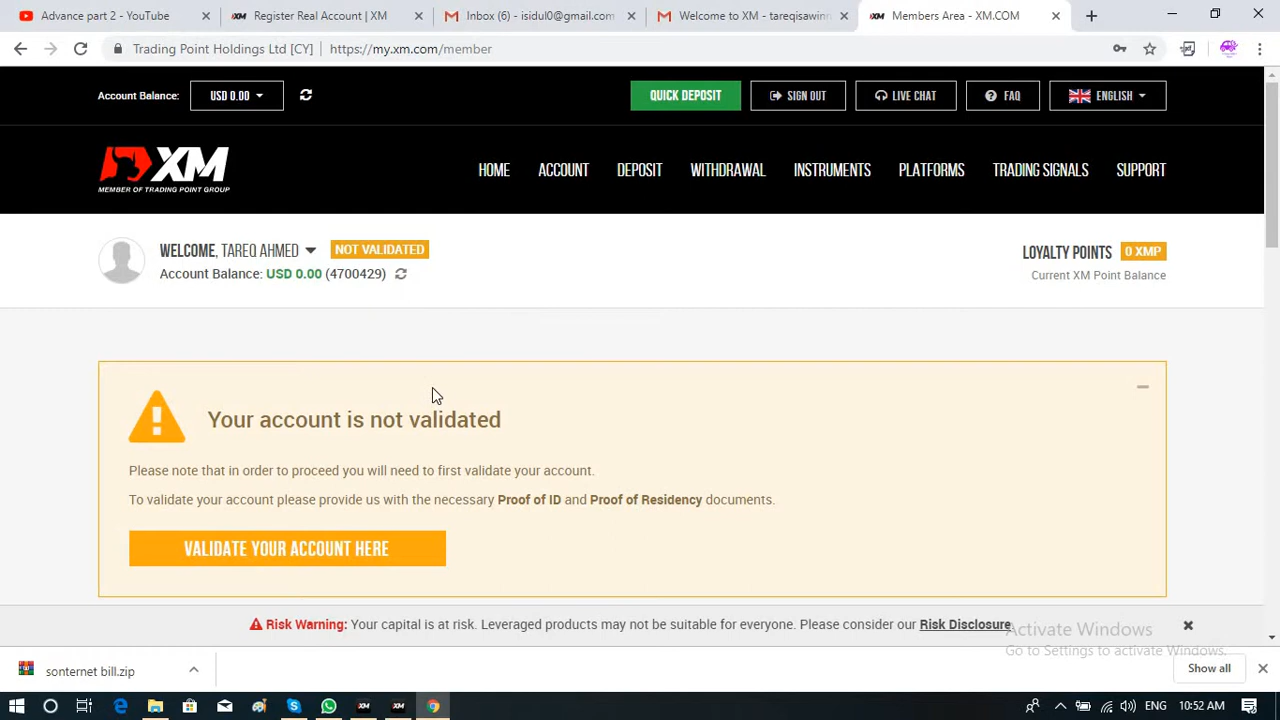 Advance part 2 - YouTube
Register Real Account | XM
Inbox (6) - isidul0@gmail.com
Welcome to XM - tareqisawinn
Members Area - XM.COM
Trading Point Holdings Ltd [CY] | https://my.xm.com/member
Account Balance: USD 0.00 QUICK DEPOSIT SIGN OUT LIVE CHAT FAQ ENGLISH
XM
MEMBER OF TRADING POINT GROUP
HOME ACCOUNT DEPOSIT WITHDRAWAL INSTRUMENTS PLATFORMS TRADING SIGNALS SUPPORT
WELCOME, TAREQ AHMED NOT VALIDATED
Account Balance: USD 0.00 (4700429)
LOYALTY POINTS 0 XMP
Current XM Point Balance
Your account is not validated
Please note that in order to proceed you will need to first validate your account.
To validate your account please provide us with the necessary Proof of ID and Proof of Residency documents.
VALIDATE YOUR ACCOUNT HERE
Risk Warning: Your capital is at risk. Leveraged products may not be suitable for everyone. Please consider our Risk Disclosure
Activate Windows
Go to Settings to activate Windows.
sonternet bill.zip
Show all
ENG 10:52 AM